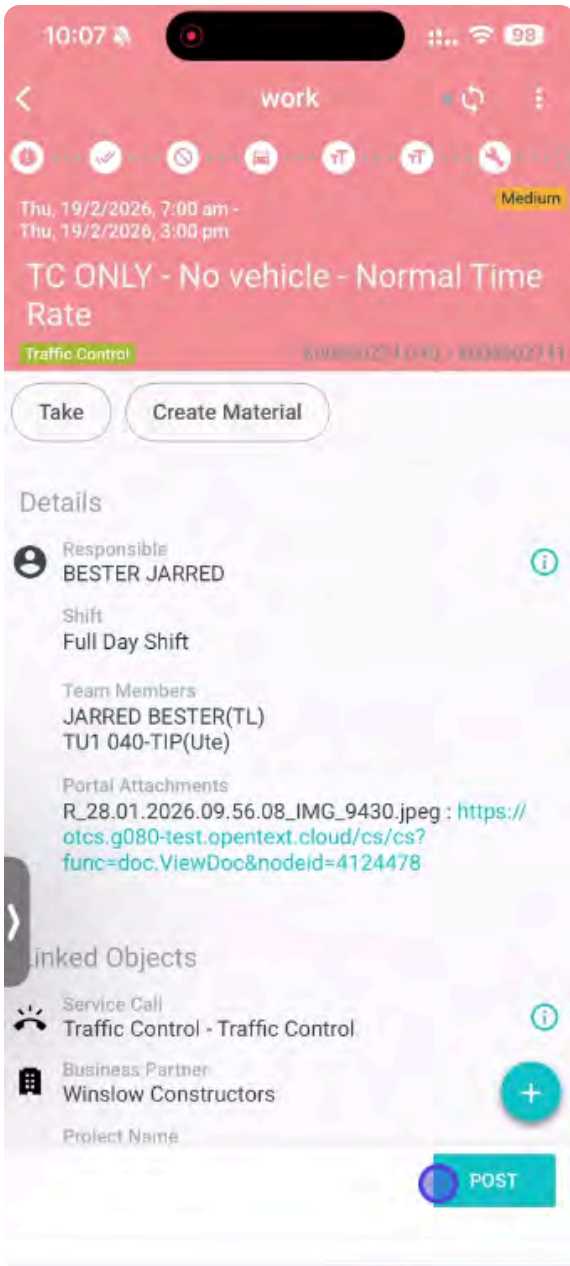 10:07
98
work
Thu, 19/2/2026, 7:00 am -
Thu, 19/2/2026, 3:00 pm
Medium
TC ONLY - No vehicle - Normal Time
Rate
Traffic Control
Take
Create Material
Details
Responsible
BESTER JARRED
Shift
Full Day Shift
Team Members
JARRED BESTER(TL)
TU1 040-TIP(Ute)
Portal Attachments
R_28.01.2026.09.56.08_IMG_9430.jpeg : https://
otcs.g080-test.opentext.cloud/cs/cs?
func=doc.ViewDoc&nodeid=4124478
Linked Objects
Service Call
Traffic Control - Traffic Control
Business Partner
Winslow Constructors
Project Name
POST